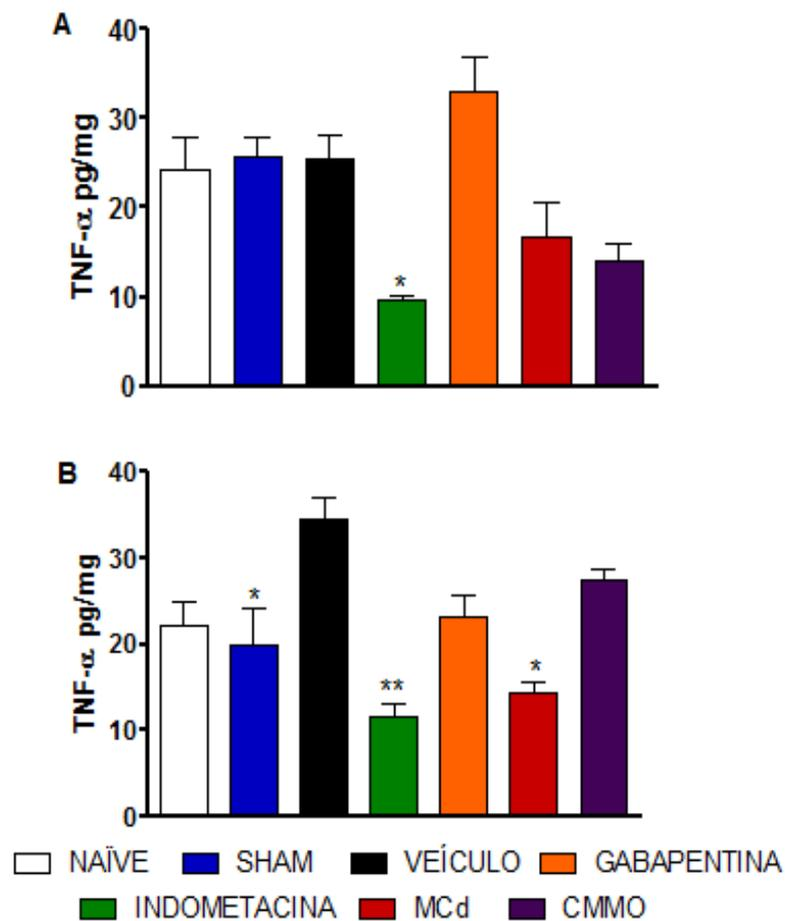 A
40
30
20
10
0
TNF-α pg/mg
*
B
40
30
20
10
0
TNF-α pg/mg
*
**
*
NAÏVE SHAM VEÍCULO GABAPENTINA
INDOMETACINA MCd CMMO